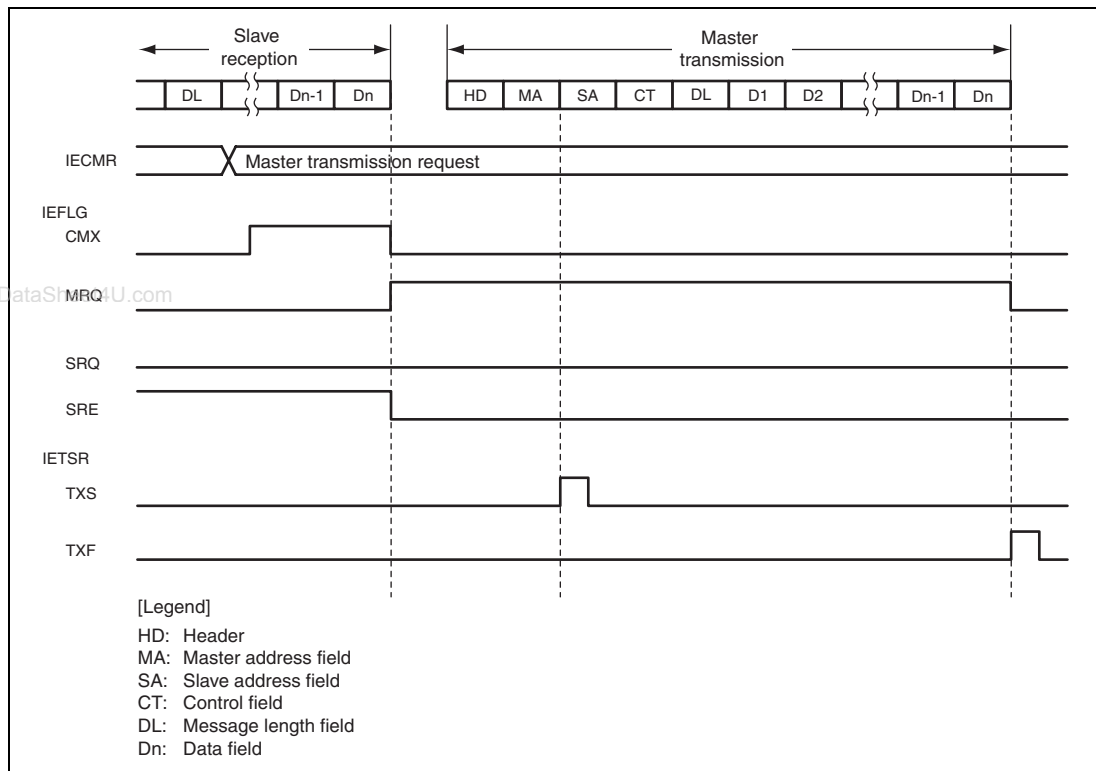 Slave
reception
Master
transmission
DL Dn-1 Dn HD MA SA CT DL D1 D2 Dn-1 Dn
IECMR Master transmission request
IEFLG
CMX
MRQ
SRQ
SRE
IETSR
TXS
TXF
[Legend]
HD: Header
MA: Master address field
SA: Slave address field
CT: Control field
DL: Message length field
Dn: Data field